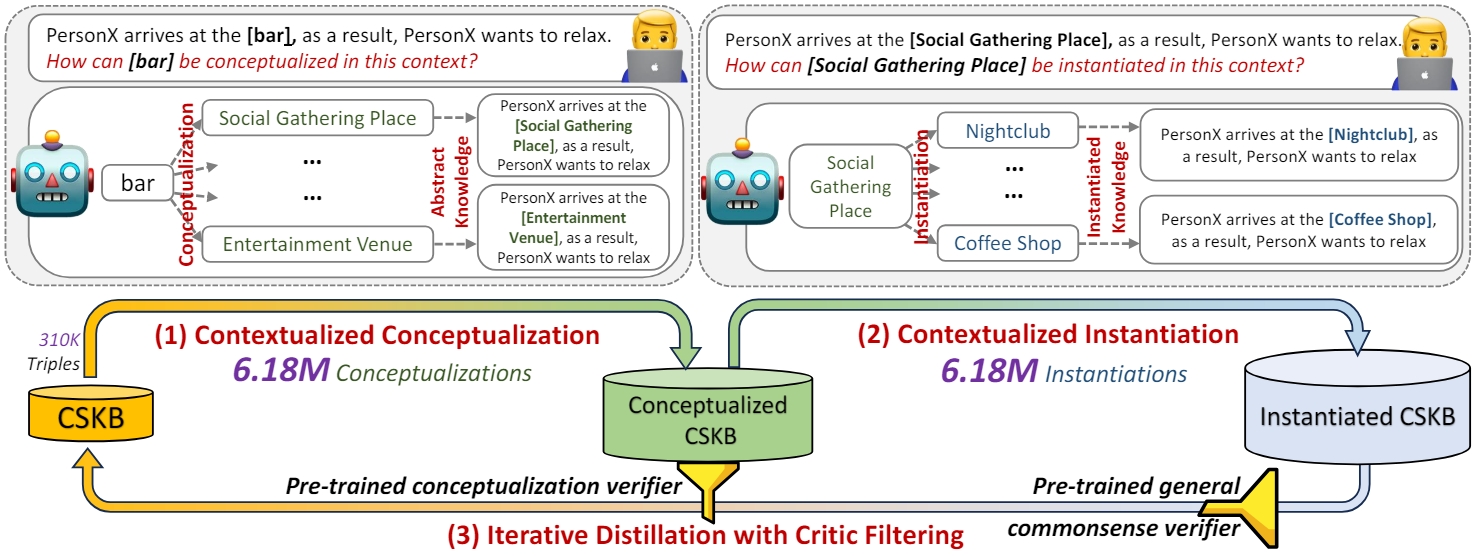 PersonX arrives at the [bar], as a result, PersonX wants to relax.
How can [bar] be conceptualized in this context?
bar
Conceptualization
Social Gathering Place
...
...
Entertainment Venue
Abstract
Knowledge
PersonX arrives at the
[Social Gathering
Place], as a result,
PersonX wants to relax
PersonX arrives at the
[Entertainment
Venue], as a result,
PersonX wants to relax
PersonX arrives at the [Social Gathering Place], as a result, PersonX wants to relax.
How can [Social Gathering Place] be instantiated in this context?
Social
Gathering
Place
Instantiation
Nightclub
...
...
Coffee Shop
Instantiated
Knowledge
PersonX arrives at the [Nightclub], as
a result, PersonX wants to relax
PersonX arrives at the [Coffee Shop],
as a result, PersonX wants to relax
310K
Triples
CSKB
(1) Contextualized Conceptualization
6.18M Conceptualizations
Conceptualized
CSKB
(2) Contextualized Instantiation
6.18M Instantiations
Instantiated CSKB
Pre-trained conceptualization verifier
Pre-trained general
commonsense verifier
(3) Iterative Distillation with Critic Filtering